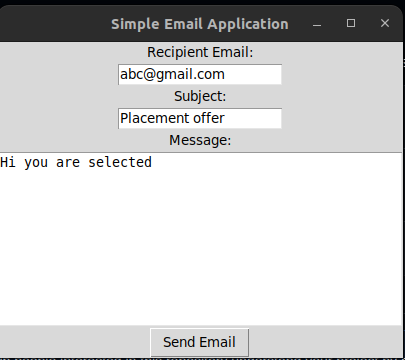 Simple Email Application
Recipient Email:
abc@gmail.com
Subject:
Placement offer
Message:
Hi you are selected
Send Email